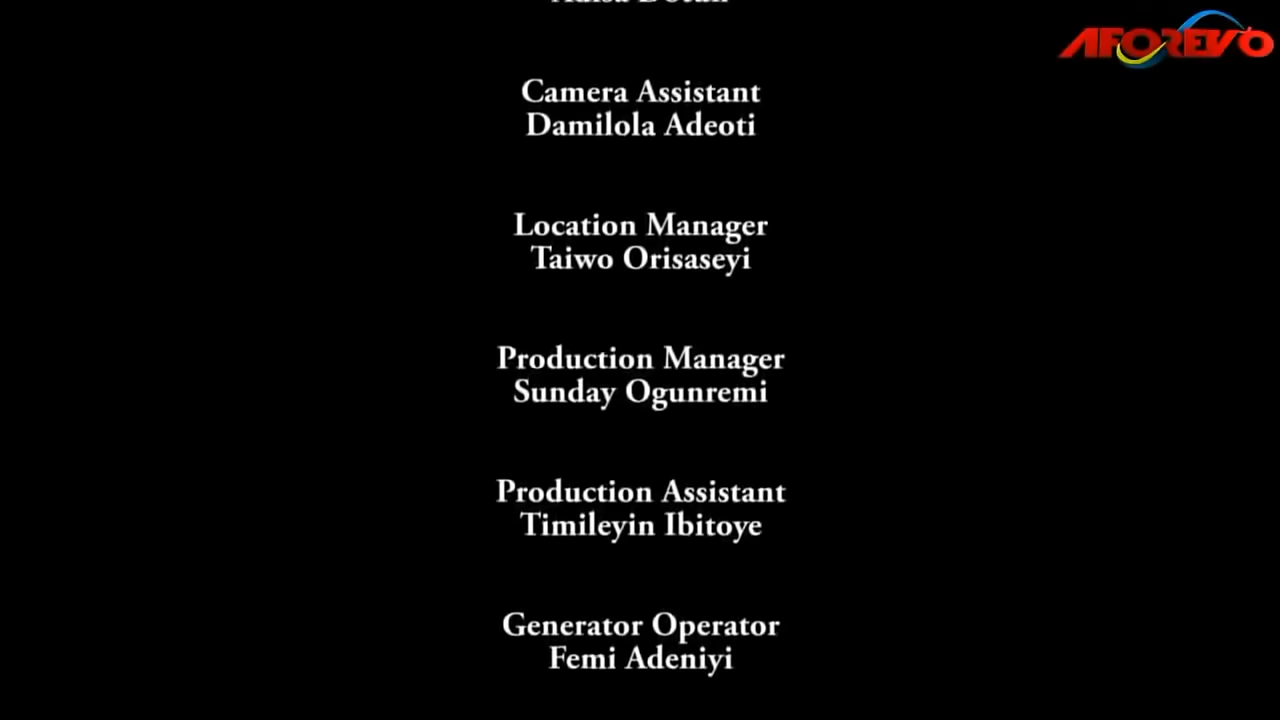 AFOREVO
Camera Assistant
Damilola Adeoti
Location Manager
Taiwo Orisaseyi
Production Manager
Sunday Ogunremi
Production Assistant
Timileyin Ibitoye
Generator Operator
Femi Adeniyi